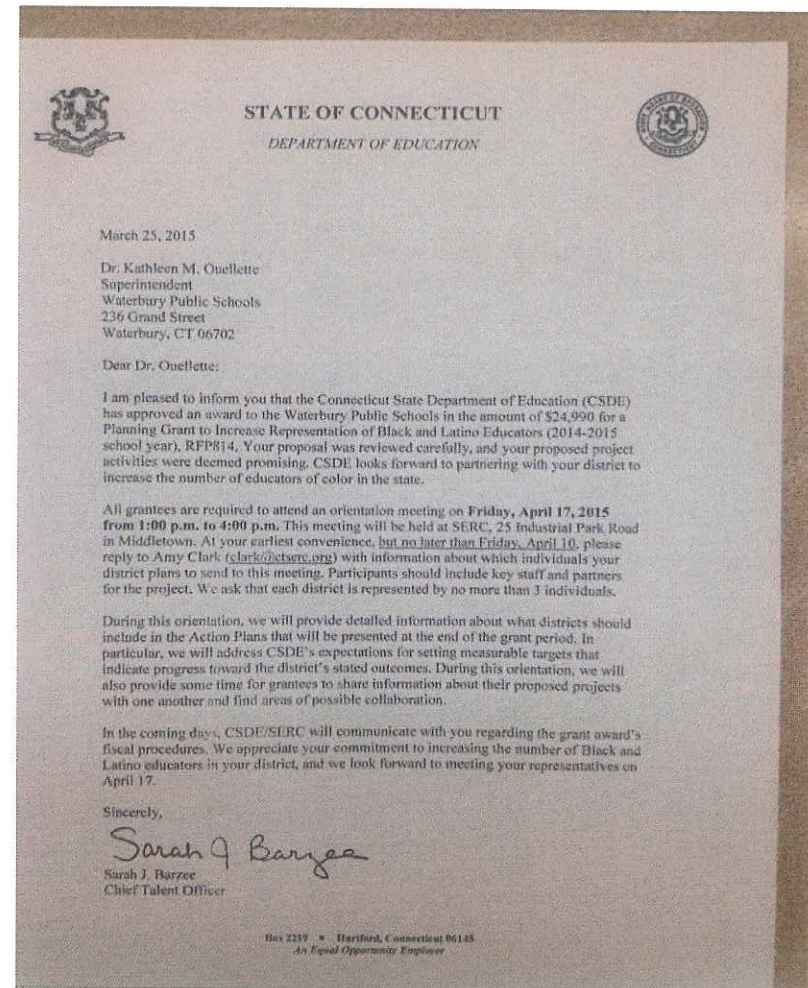 STATE OF CONNECTICUT
DEPARTMENT OF EDUCATION
March 25, 2015
Dr. Kathleen M. Ouellette
Superintendent
Waterbury Public Schools
236 Grand Street
Waterbury, CT 06702
Dear Dr. Ouellette:
I am pleased to inform you that the Connecticut State Department of Education (CSDE)
has approved an award to the Waterbury Public Schools in the amount of $24,990 for a
Planning Grant to Increase Representation of Black and Latino Educators (2014-2015
school year), RFP814. Your proposal was reviewed carefully, and your proposed project
activities were deemed promising. CSDE looks forward to partnering with your district to
increase the number of educators of color in the state.
All grantees are required to attend an orientation meeting on Friday, April 17, 2015
from 1:00 p.m. to 4:00 p.m. This meeting will be held at SERC, 25 Industrial Park Road
in Middletown. At your earliest convenience, but no later than Friday, April 10, please
reply to Amy Clark (clark@ctserc.org) with information about which individuals your
district plans to send to this meeting. Participants should include key staff and partners
for the project. We ask that each district is represented by no more than 3 individuals.
During this orientation, we will provide detailed information about what districts should
include in the Action Plans that will be presented at the end of the grant period. In
particular, we will address CSDE's expectations for setting measurable targets that
indicate progress toward the district's stated outcomes. During this orientation, we will
also provide some time for grantees to share information about their proposed projects
with one another and find areas of possible collaboration.
In the coming days, CSDE/SERC will communicate with you regarding the grant award's
fiscal procedures. We appreciate your commitment to increasing the number of Black and
Latino educators in your district, and we look forward to meeting your representatives on
April 17.
Sincerely,
Sarah J Barzee
Sarah J. Barzee
Chief Talent Officer
Box 2219 • Hartford, Connecticut 06145
An Equal Opportunity Employer